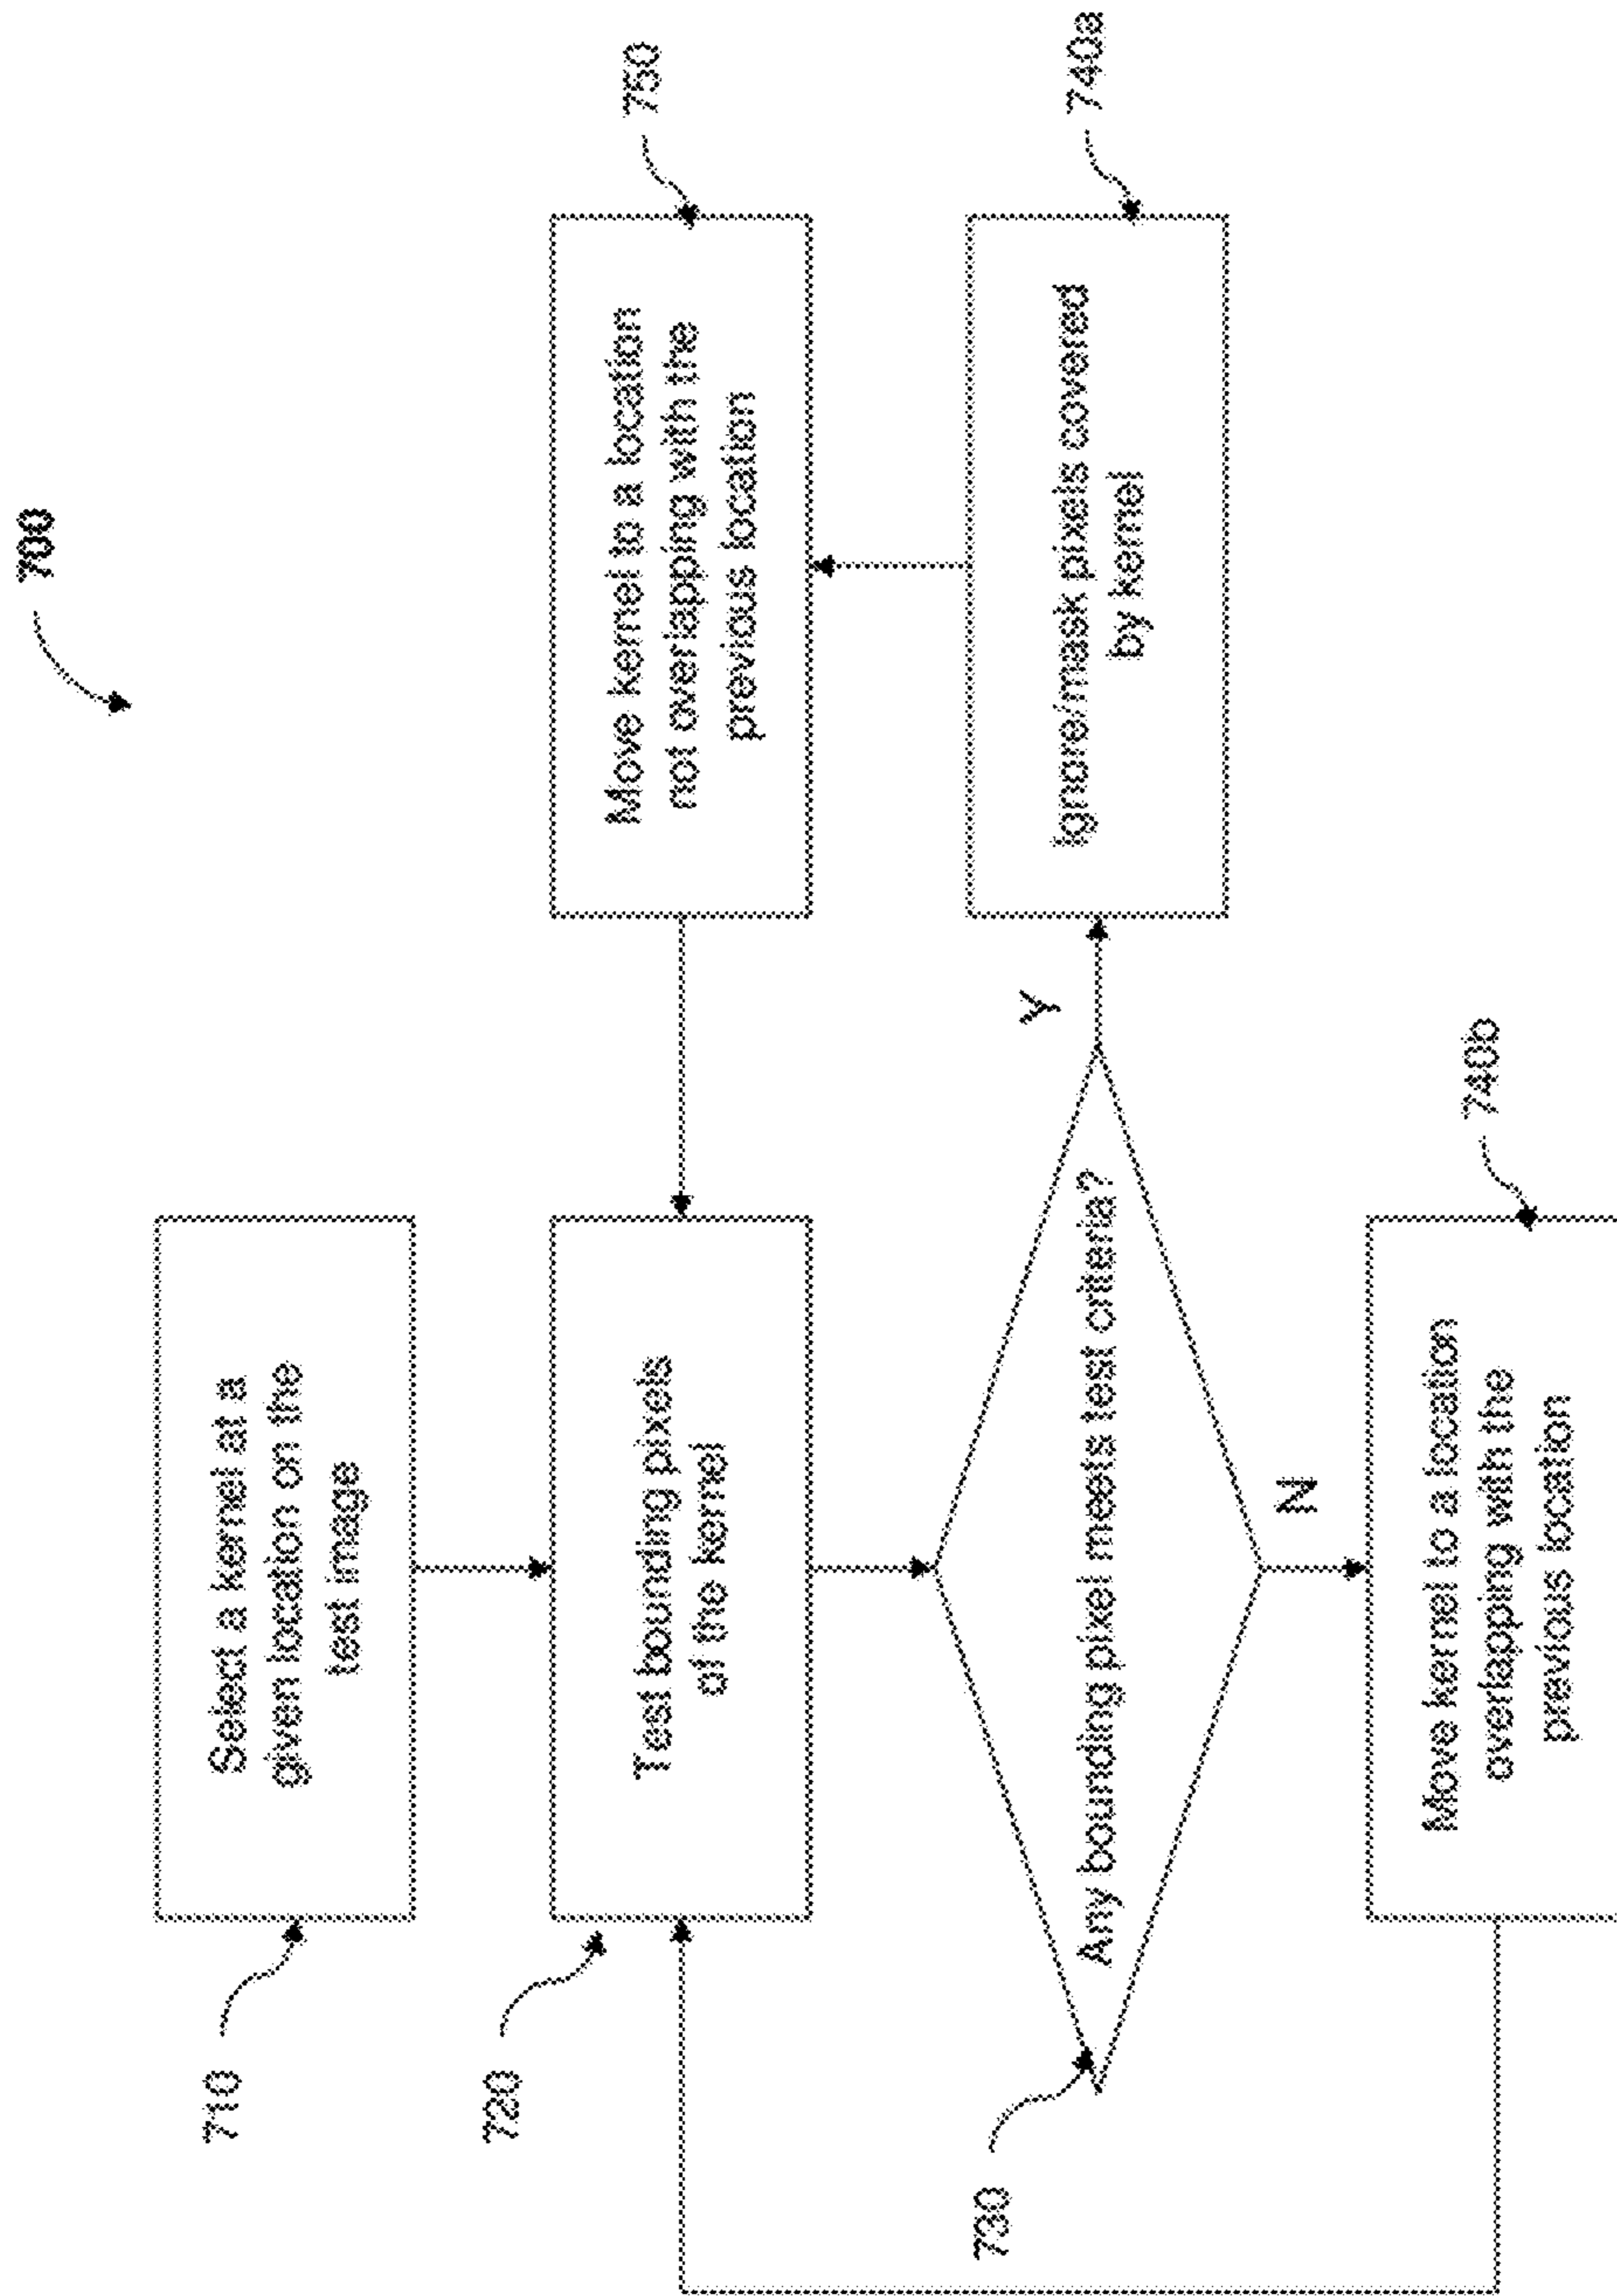 700
710
Select a kernel at a
given location on the
test image
720
Test bounding pixels
of the kernel
750
Move kernel to a location
not overlapping with the
previous location
730
Any bounding pixel meets test criteria?
Y
740a
Ignore/mask pixels covered
by kernel
N
740b
Move kernel to a location
overlapping with the
previous location